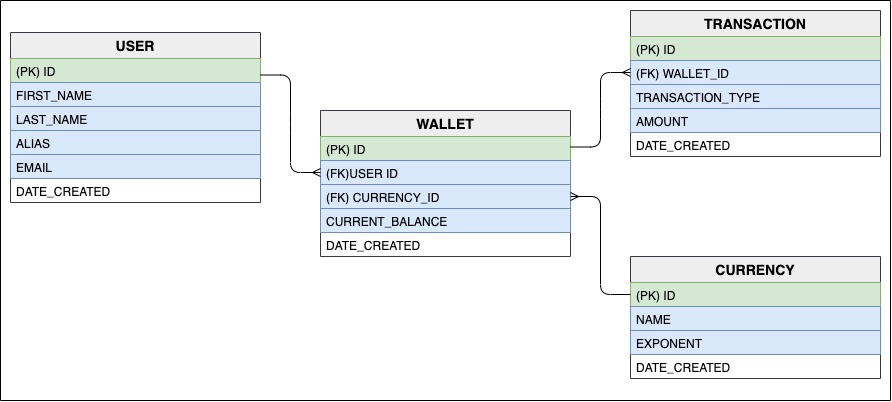 USER
(PK) ID
FIRST_NAME
LAST_NAME
ALIAS
EMAIL
DATE_CREATED
WALLET
(PK) ID
(FK)USER ID
(FK) CURRENCY_ID
CURRENT_BALANCE
DATE_CREATED
TRANSACTION
(PK) ID
(FK) WALLET_ID
TRANSACTION_TYPE
AMOUNT
DATE_CREATED
CURRENCY
(PK) ID
NAME
EXPONENT
DATE_CREATED